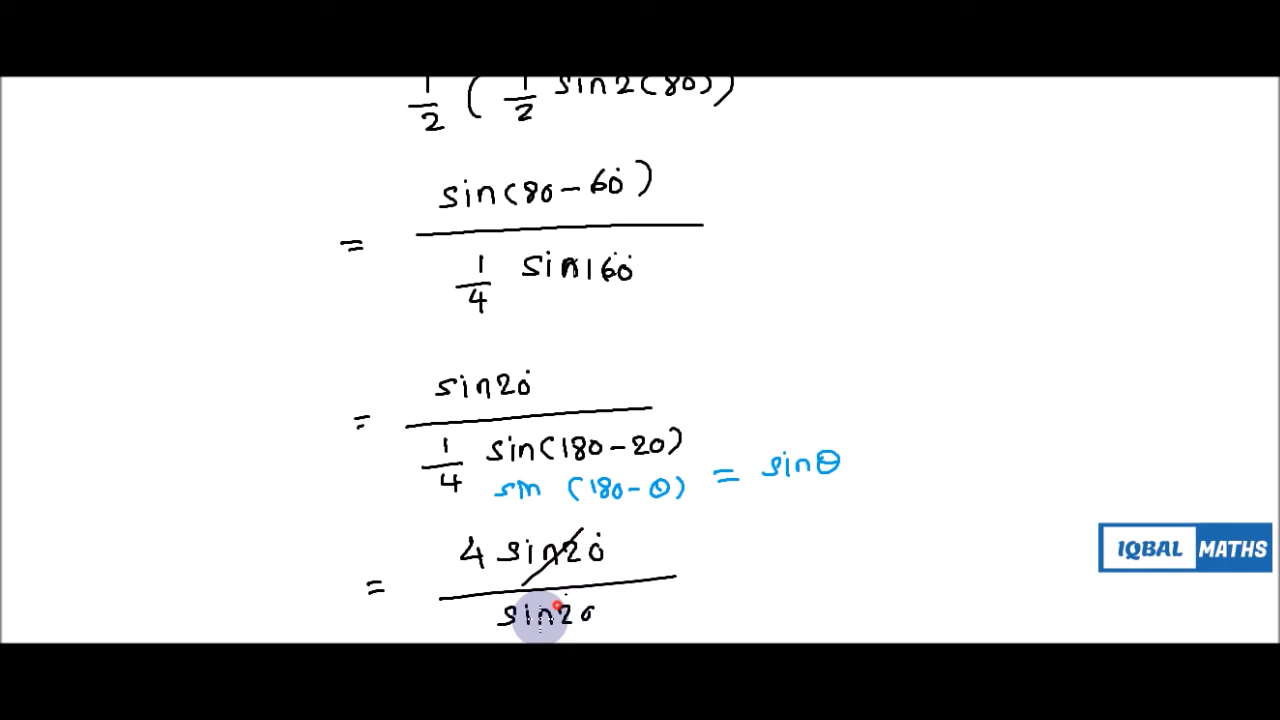 1/2 ( 1/2 sin2(80))
= sin(80-60°) / 1/4 sin160°
= sin20° / 1/4 sin(180-20)
sin (180-θ) = sinθ
= 4 sin20° / sin20
IQBAL MATHS